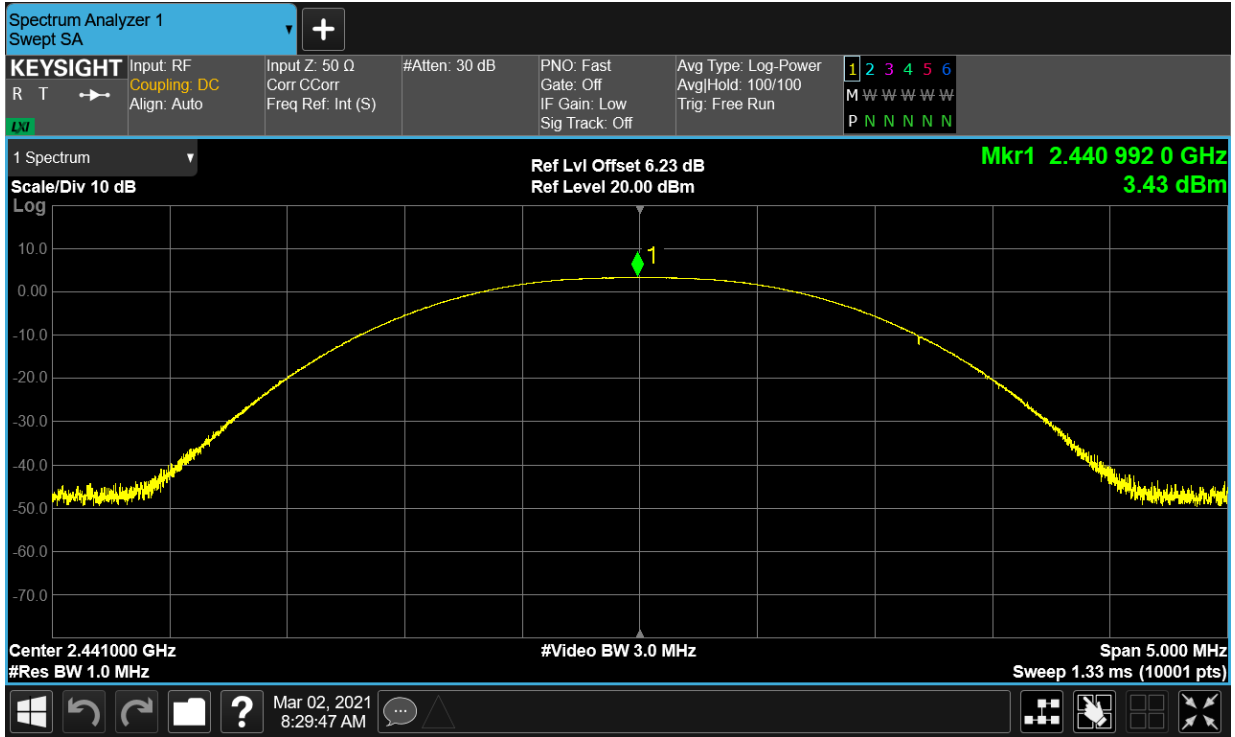 Spectrum Analyzer 1
Swept SA
KEYSIGHT
R T
LXI
Input: RF
Coupling: DC
Align: Auto
Input Z: 50 Ω
Corr CCorr
Freq Ref: Int (S)
#Atten: 30 dB
PNO: Fast
Gate: Off
IF Gain: Low
Sig Track: Off
Avg Type: Log-Power
Avg|Hold: 100/100
Trig: Free Run
1 2 3 4 5 6
M W W W W W
P N N N N N
1 Spectrum
Scale/Div 10 dB
Ref Lvl Offset 6.23 dB
Ref Level 20.00 dBm
Mkr1 2.440 992 0 GHz
3.43 dBm
Log
1
10.0
0.00
-10.0
-20.0
-30.0
-40.0
-50.0
-60.0
-70.0
Center 2.441000 GHz
#Res BW 1.0 MHz
#Video BW 3.0 MHz
Span 5.000 MHz
Sweep 1.33 ms (10001 pts)
?
Mar 02, 2021
8:29:47 AM